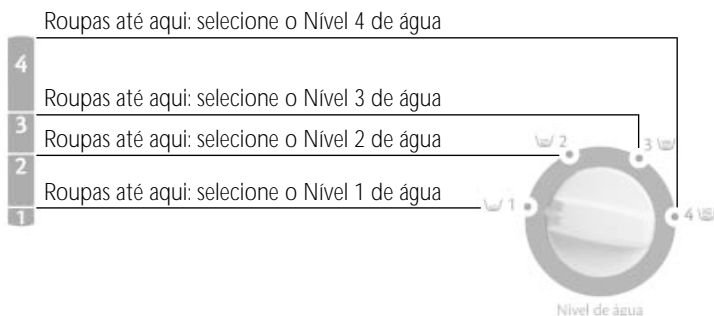 Roupas até aqui: selecione o Nível 4 de água
4
Roupas até aqui: selecione o Nível 3 de água
3
Roupas até aqui: selecione o Nível 2 de água
2
Roupas até aqui: selecione o Nível 1 de água
1
2
3
1
4
Nível de água